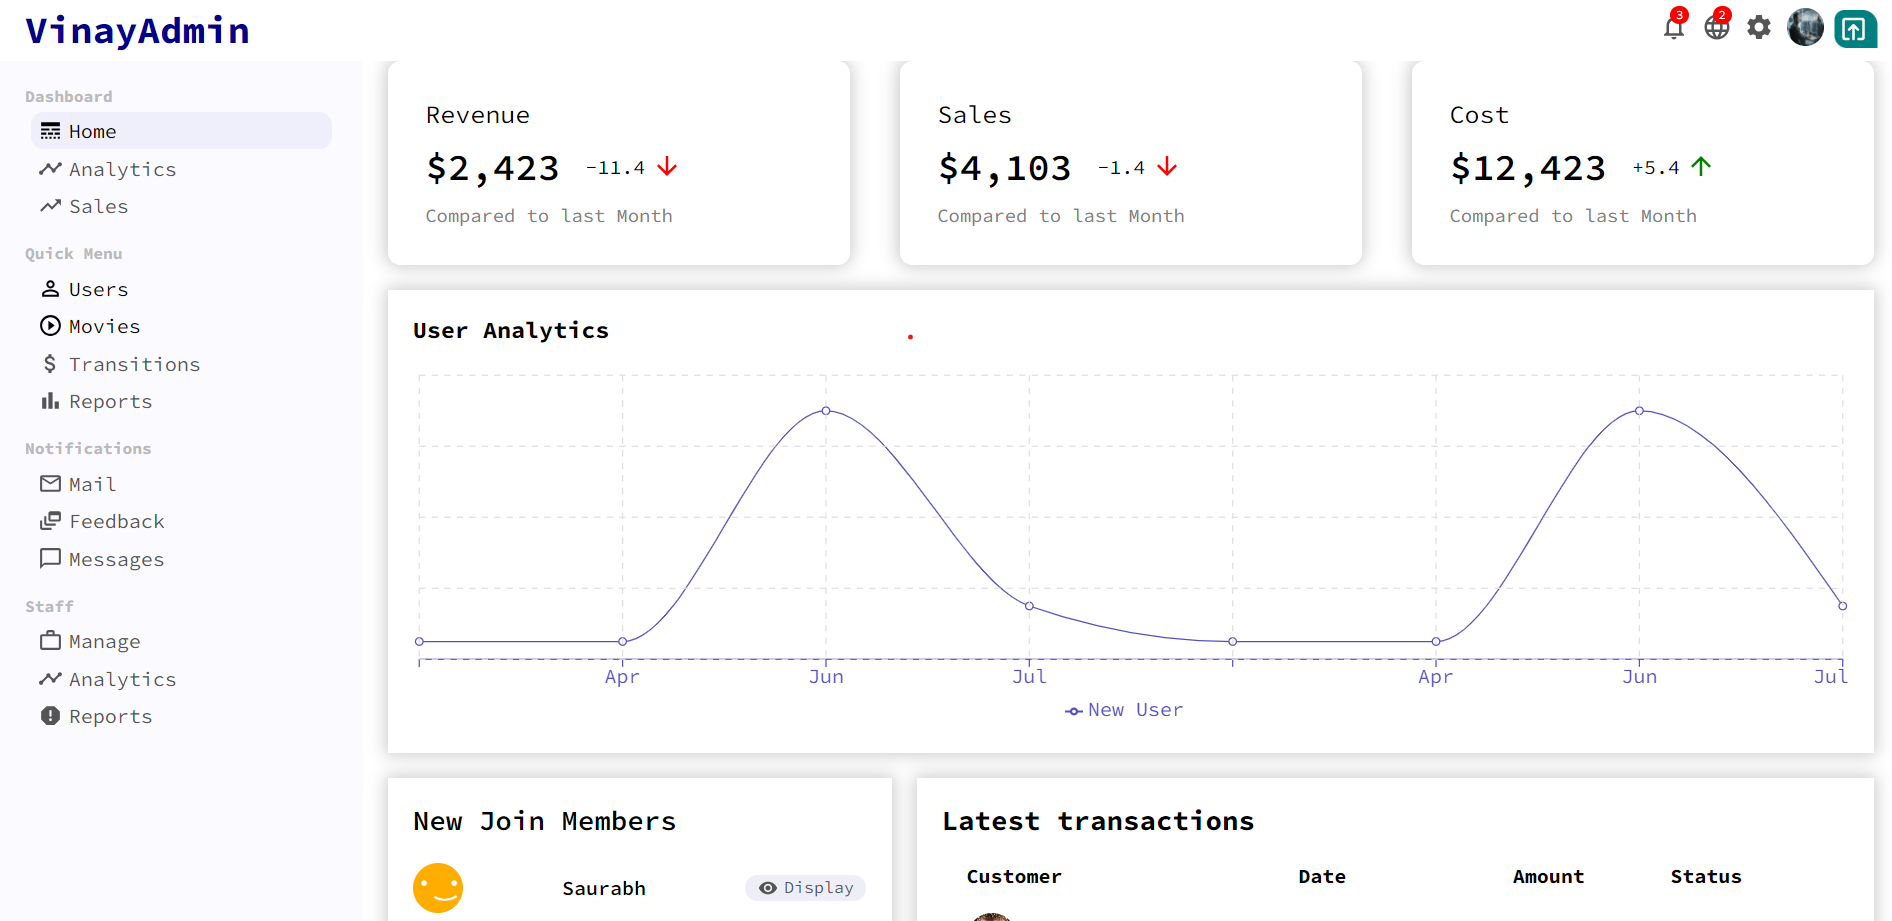 VinayAdmin
3
2
Dashboard
Home
Analytics
Sales
Quick Menu
Users
Movies
Transitions
Reports
Notifications
Mail
Feedback
Messages
Staff
Manage
Analytics
Reports
Revenue
$2,423 -11.4
Compared to last Month
Sales
$4,103 -1.4
Compared to last Month
Cost
$12,423 +5.4
Compared to last Month
User Analytics
Apr Jun Jul Apr Jun Jul
New User
New Join Members
Saurabh Display
Latest transactions
Customer Date Amount Status